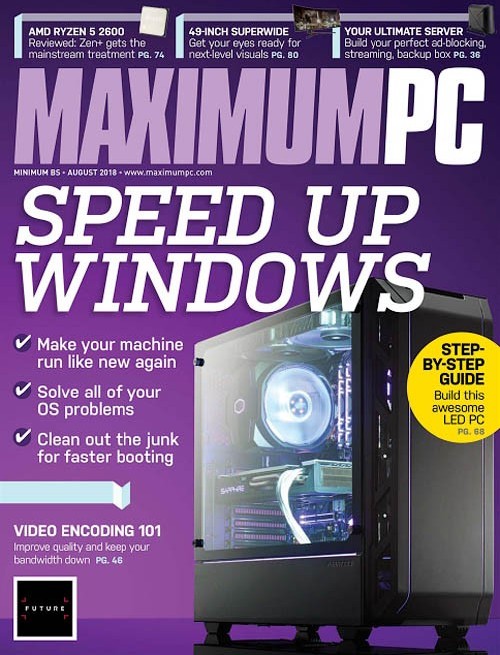 AMD RYZEN 5 2600
Reviewed: Zen+ gets the
mainstream treatment PG. 74
49-INCH SUPERWIDE
Get your eyes ready for
next-level visuals PG. 80
YOUR ULTIMATE SERVER
Build your perfect ad-blocking,
streaming, backup box PG. 36
MAXIMUMPC
MINIMUM BS • AUGUST 2018 • www.maximumpc.com
SPEED UP
WINDOWS
Make your machine
run like new again
Solve all of your
OS problems
Clean out the junk
for faster booting
STEP-
BY-STEP
GUIDE
Build this
awesome
LED PC
PG. 68
SAPPHIRE
PHANTEKS
VIDEO ENCODING 101
Improve quality and keep your
bandwidth down PG. 46
FUTURE